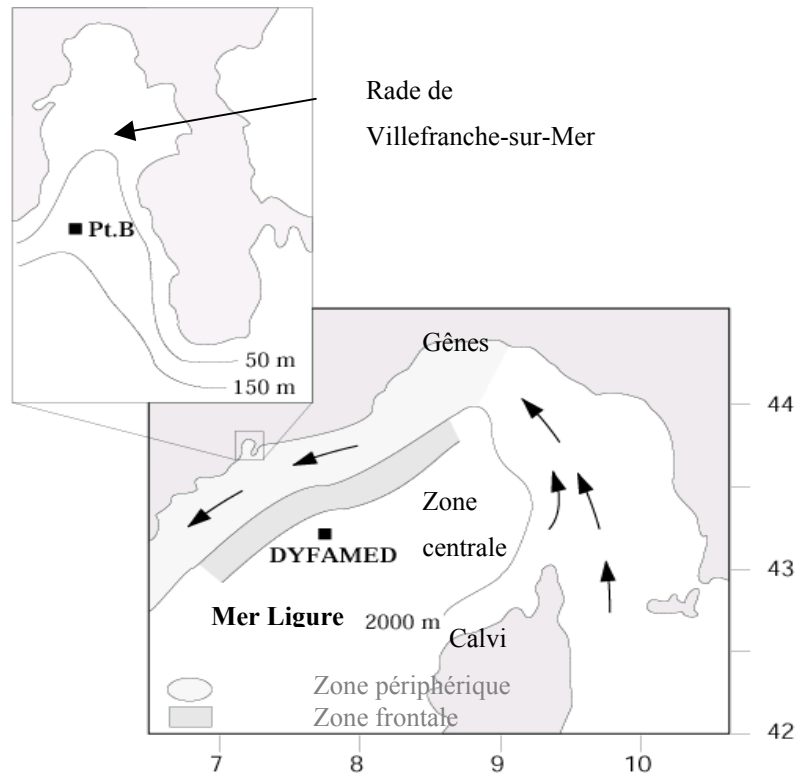 Rade de
Villefranche-sur-Mer
Pt.B
50 m
150 m
Gênes
44
Zone
centrale
DYFAMED
43
Mer Ligure
2000 m
Calvi
Zone périphérique
Zone frontale
42
7
8
9
10